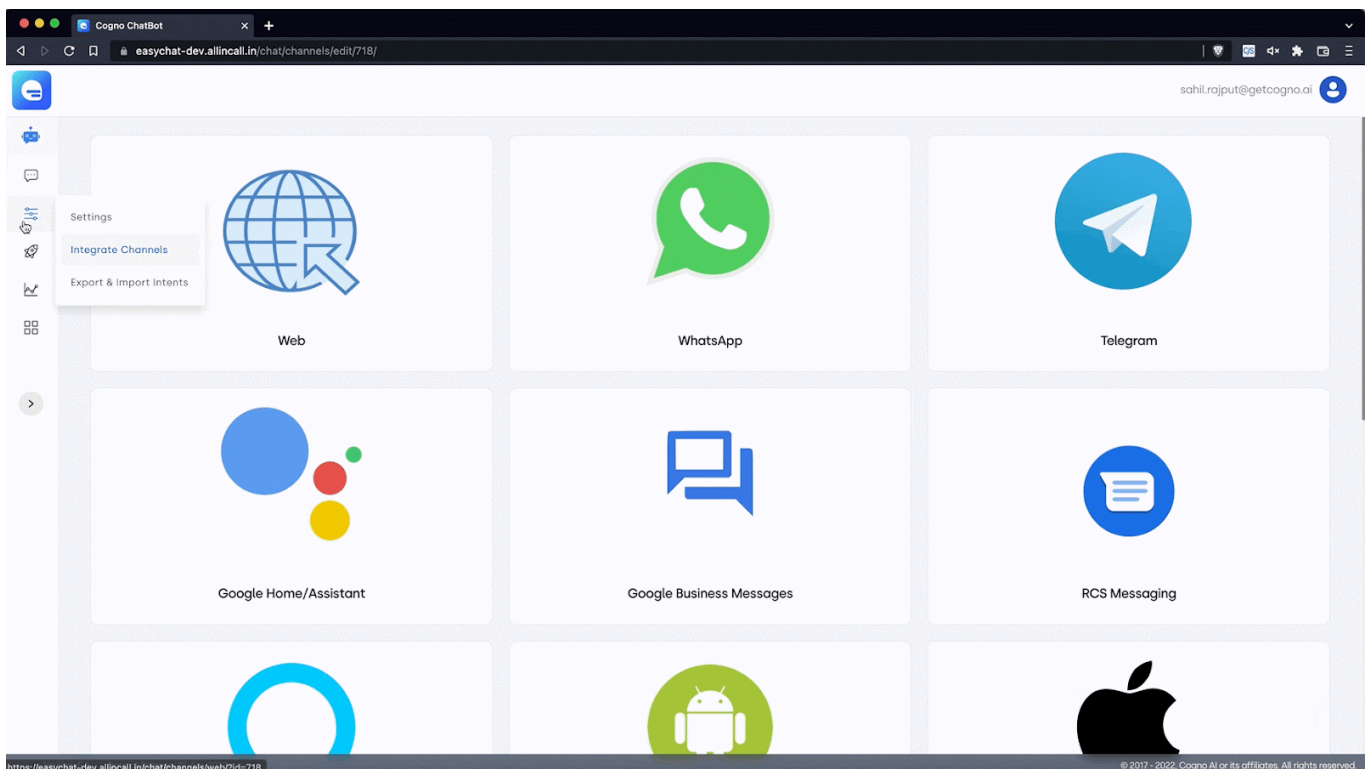 Cogno ChatBot
easychat-dev.allincall.in/chat/channels/edit/718/
sahil.rajput@getcogno.ai
Settings
Integrate Channels
Export & Import Intents
Web
WhatsApp
Telegram
Google Home/Assistant
Google Business Messages
RCS Messaging
https://easychat-dev.allincall.in/chat/channels/web/?id=718
© 2017 - 2022. Cogno AI or its affiliates. All rights reserved.